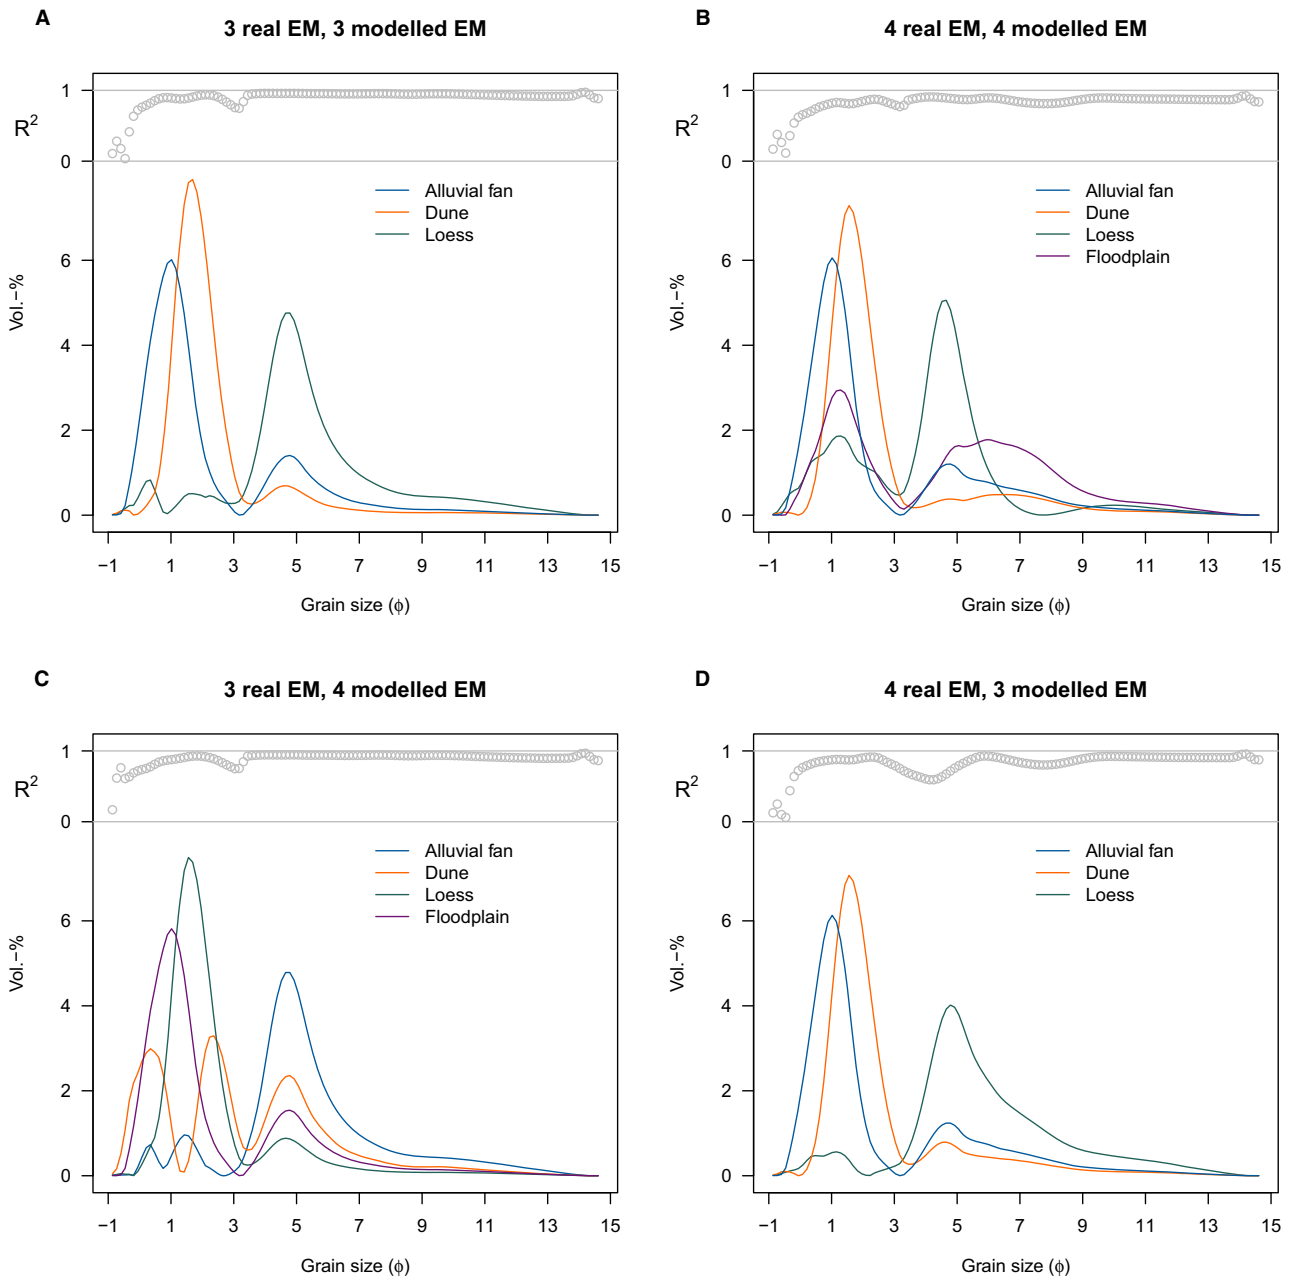 A
3 real EM, 3 modelled EM
1
R2
0
Alluvial fan
Dune
Loess
6
4
2
0
Vol.−%
−1 1 3 5 7 9 11 13 15
Grain size (ϕ)
B
4 real EM, 4 modelled EM
1
R2
0
Alluvial fan
Dune
Loess
Floodplain
6
4
2
0
Vol.−%
−1 1 3 5 7 9 11 13 15
Grain size (ϕ)
C
3 real EM, 4 modelled EM
1
R2
0
Alluvial fan
Dune
Loess
Floodplain
6
4
2
0
Vol.−%
−1 1 3 5 7 9 11 13 15
Grain size (ϕ)
D
4 real EM, 3 modelled EM
1
R2
0
Alluvial fan
Dune
Loess
6
4
2
0
Vol.−%
−1 1 3 5 7 9 11 13 15
Grain size (ϕ)